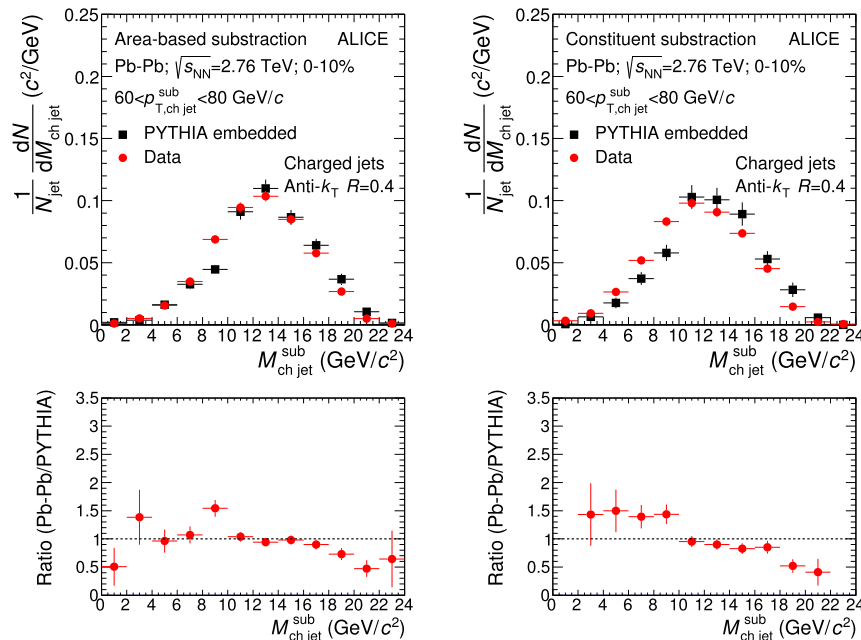 Area-based substraction ALICE
Pb-Pb; √sNN=2.76 TeV; 0-10%
60<p sub T,ch jet<80 GeV/c
PYTHIA embedded
Data
Charged jets
Anti-kT R=0.4
1/Njet dN/dMch jet (c²/GeV)
0.25
0.2
0.15
0.1
0.05
0
0 2 4 6 8 10 12 14 16 18 20 22 24
M sub ch jet (GeV/c²)
Constituent substraction ALICE
Pb-Pb; √sNN=2.76 TeV; 0-10%
60<p sub T,ch jet<80 GeV/c
PYTHIA embedded
Data
Charged jets
Anti-kT R=0.4
1/Njet dN/dMch jet (c²/GeV)
0.25
0.2
0.15
0.1
0.05
0
0 2 4 6 8 10 12 14 16 18 20 22 24
M sub ch jet (GeV/c²)
Ratio (Pb-Pb/PYTHIA)
3.5
3
2.5
2
1.5
1
0.5
0
0 2 4 6 8 10 12 14 16 18 20 22 24
M sub ch jet (GeV/c²)
Ratio (Pb-Pb/PYTHIA)
3.5
3
2.5
2
1.5
1
0.5
0
0 2 4 6 8 10 12 14 16 18 20 22 24
M sub ch jet (GeV/c²)